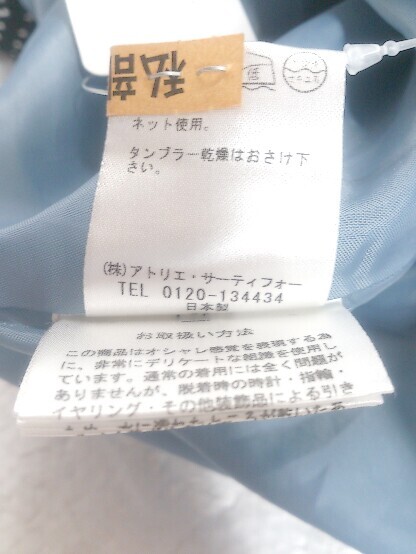 私
低
ネット使用。
タンブラー乾燥はおさけ下
さい。
(株)アトリエ・サーティフォー
TEL 0120-134434
日本製
お取扱い方法
この商品はオシャレ感覚を表現する為
に、非常にデリケートな組織を使用し
ています。通常の着用には全く問題が
ありませんが、脱着時の時計・指輪・
イヤリング・その他装飾品による引き